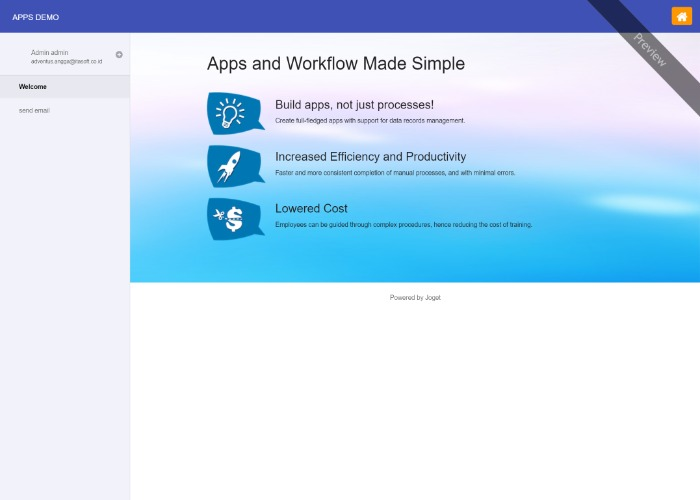 APPS DEMO
Preview
Admin admin
adventus.angga@lasoft.co.id
Welcome
send email
Apps and Workflow Made Simple
Build apps, not just processes!
Create full-fledged apps with support for data records management.
Increased Efficiency and Productivity
Faster and more consistent completion of manual processes, and with minimal errors.
Lowered Cost
Employees can be guided through complex procedures, hence reducing the cost of training.
Powered by Joget